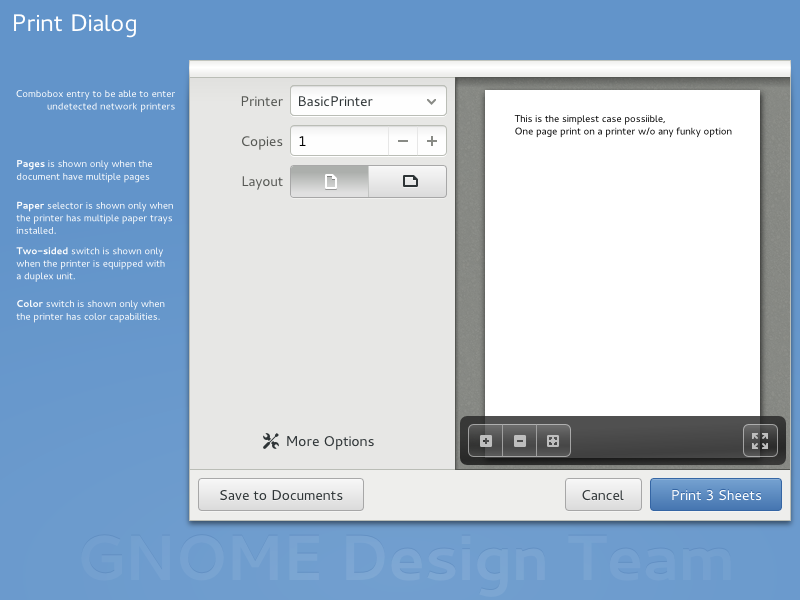 Print Dialog
Combobox entry to be able to enter
undetected network printers
Pages is shown only when the
document have multiple pages
Paper selector is shown only when
the printer has multiple paper trays
installed.
Two-sided switch is shown only
when the printer is equipped with
a duplex unit.
Color switch is shown only when
the printer has color capabilities.
Printer BasicPrinter
Copies 1
Layout
More Options
This is the simplest case possiible,
One page print on a printer w/o any funky option
Save to Documents
Cancel
Print 3 Sheets
GNOME Design Team